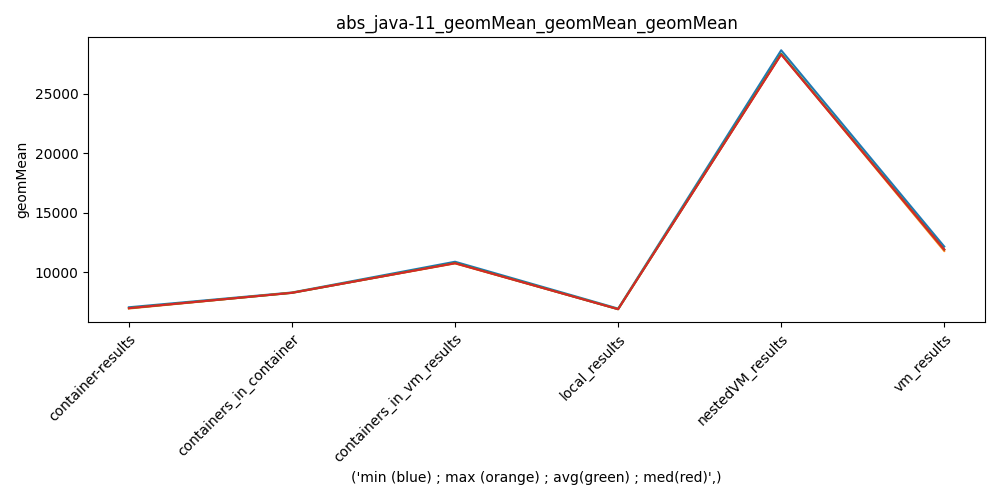 abs_java-11_geomMean_geomMean_geomMean
geomMean
25000
20000
15000
10000
container-results
containers_in_container
containers_in_vm_results
local_results
nestedVM_results
vm_results
('min (blue) ; max (orange) ; avg(green) ; med(red)',)